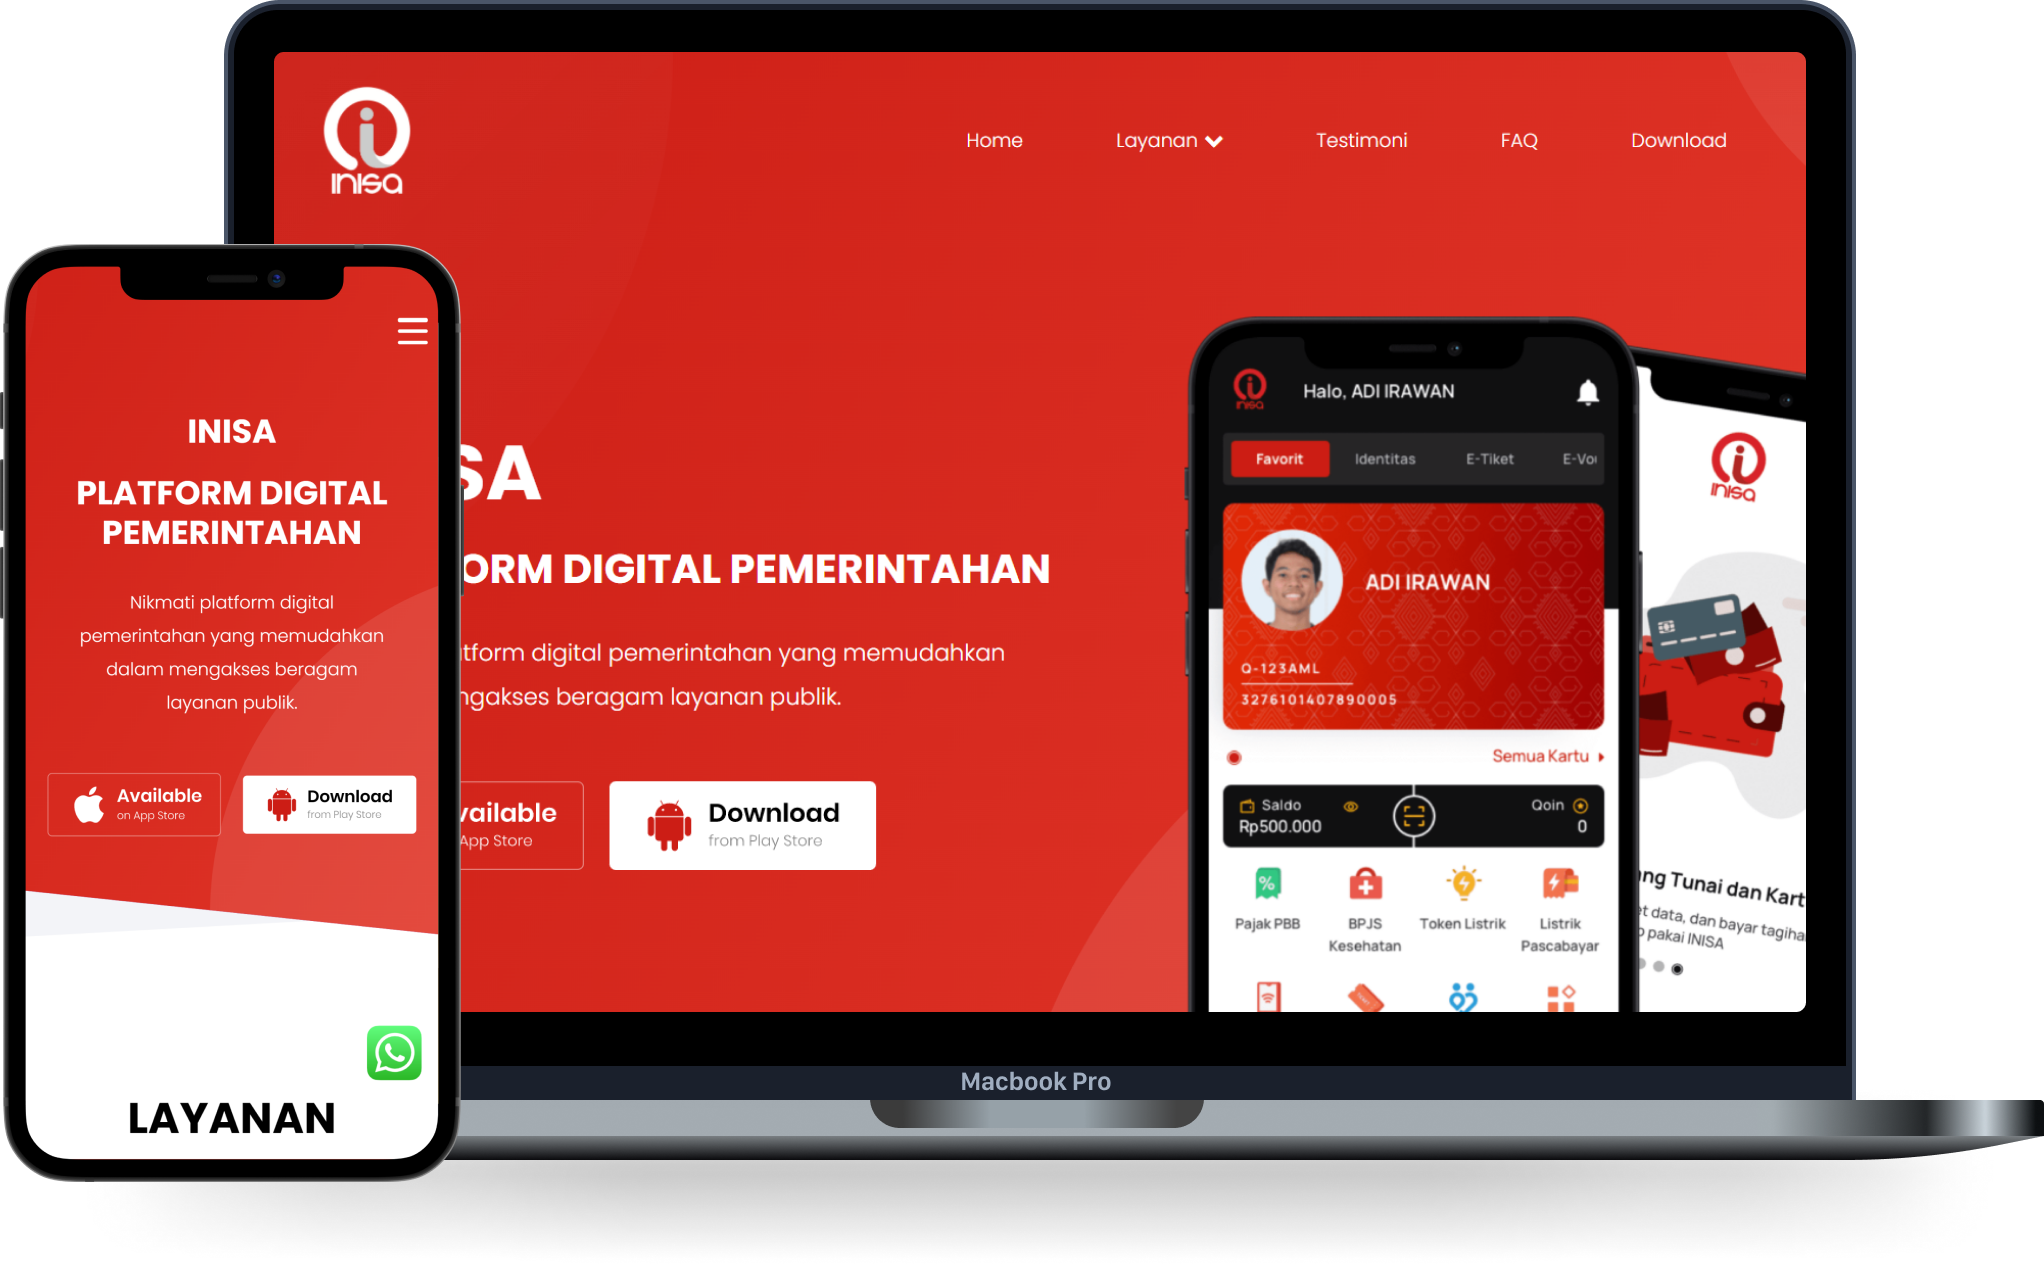 INISA
Home
Layanan
Testimoni
FAQ
Download
INISA
PLATFORM DIGITAL
PEMERINTAHAN
Nikmati platform digital
pemerintahan yang memudahkan
dalam mengakses beragam
layanan publik.
Available
on App Store
Download
from Play Store
LAYANAN
SA
ORM DIGITAL PEMERINTAHAN
tform digital pemerintahan yang memudahkan
ngakses beragam layanan publik.
vailable
App Store
Download
from Play Store
INISA
Halo, ADI IRAWAN
Favorit
Identitas
E-Tiket
E-Vou
ADI IRAWAN
Q-123AML
3276101407890005
Semua Kartu
Saldo
Rp500.000
Qoin
0
Pajak PBB
BPJS
Kesehatan
Token Listrik
Listrik
Pascabayar
INISA
ang Tunai dan Kart
et data, dan bayar tagiha
o pakai INISA
Macbook Pro